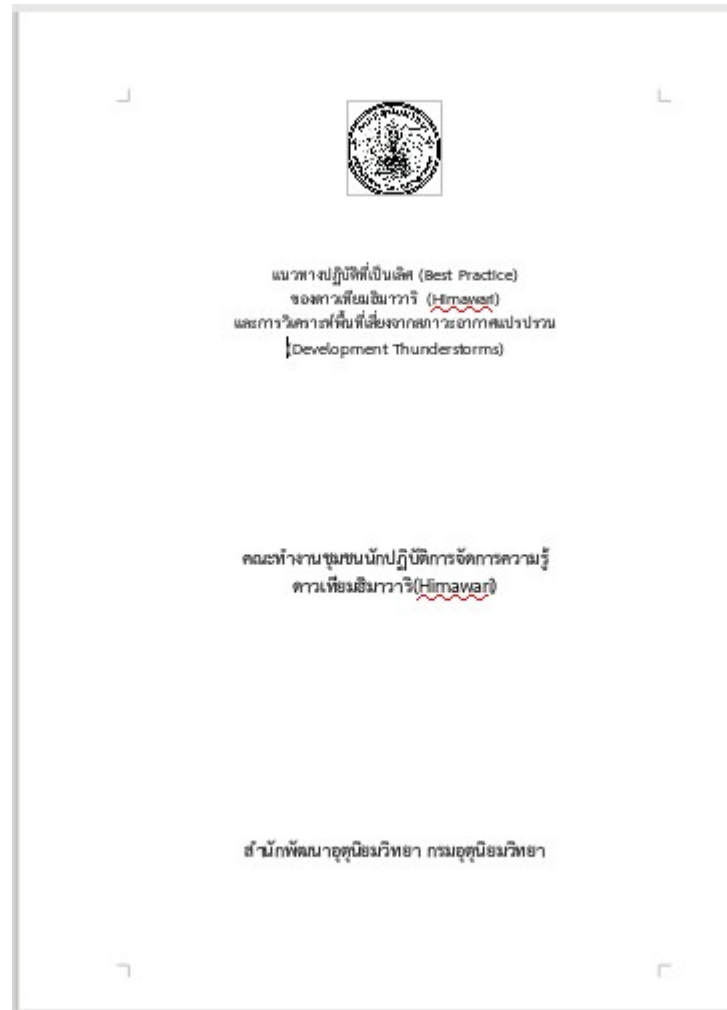 แนวทางปฏิบัติที่เป็นเลิศ (Best Practice)
ของดาวเทียมฮิมาวาริ (Himawari)
และการวิเคราะห์พื้นที่เสี่ยงจากสภาวะอากาศแปรปรวน
(Development Thunderstorms)
คณะทำงานชุมชนนักปฏิบัติการจัดการความรู้
ดาวเทียมฮิมาวาริ(Himawari)
สำนักพัฒนาอุตุนิยมวิทยา กรมอุตุนิยมวิทยา